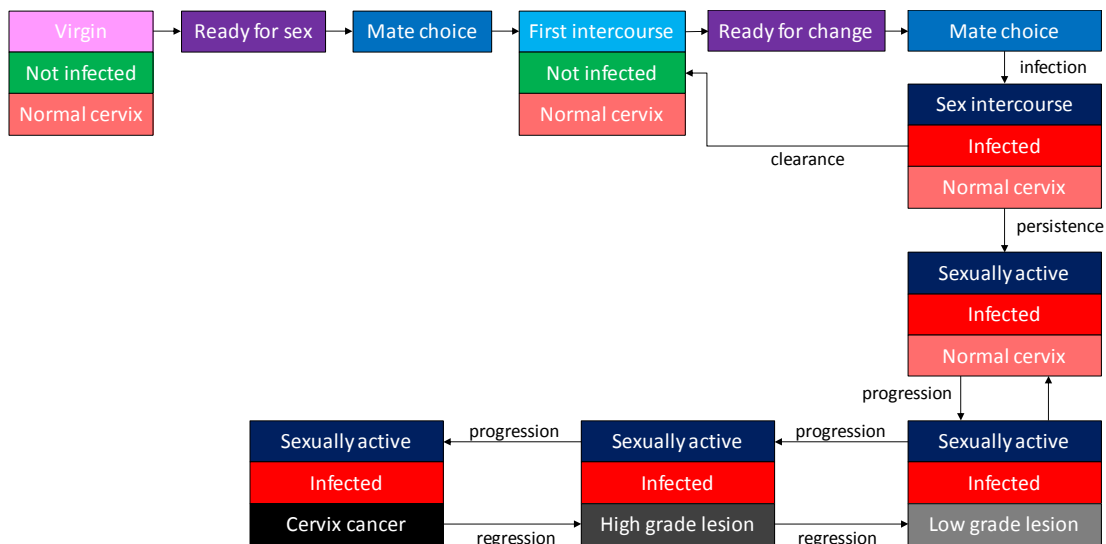 Virgin
Not infected
Normal cervix
Ready for sex
Mate choice
First intercourse
Not infected
Normal cervix
Ready for change
Mate choice
infection
Sex intercourse
Infected
Normal cervix
clearance
persistence
Sexually active
Infected
Normal cervix
progression
Sexually active
Infected
Cervix cancer
progression
regression
Sexually active
Infected
High grade lesion
progression
regression
Sexually active
Infected
Low grade lesion